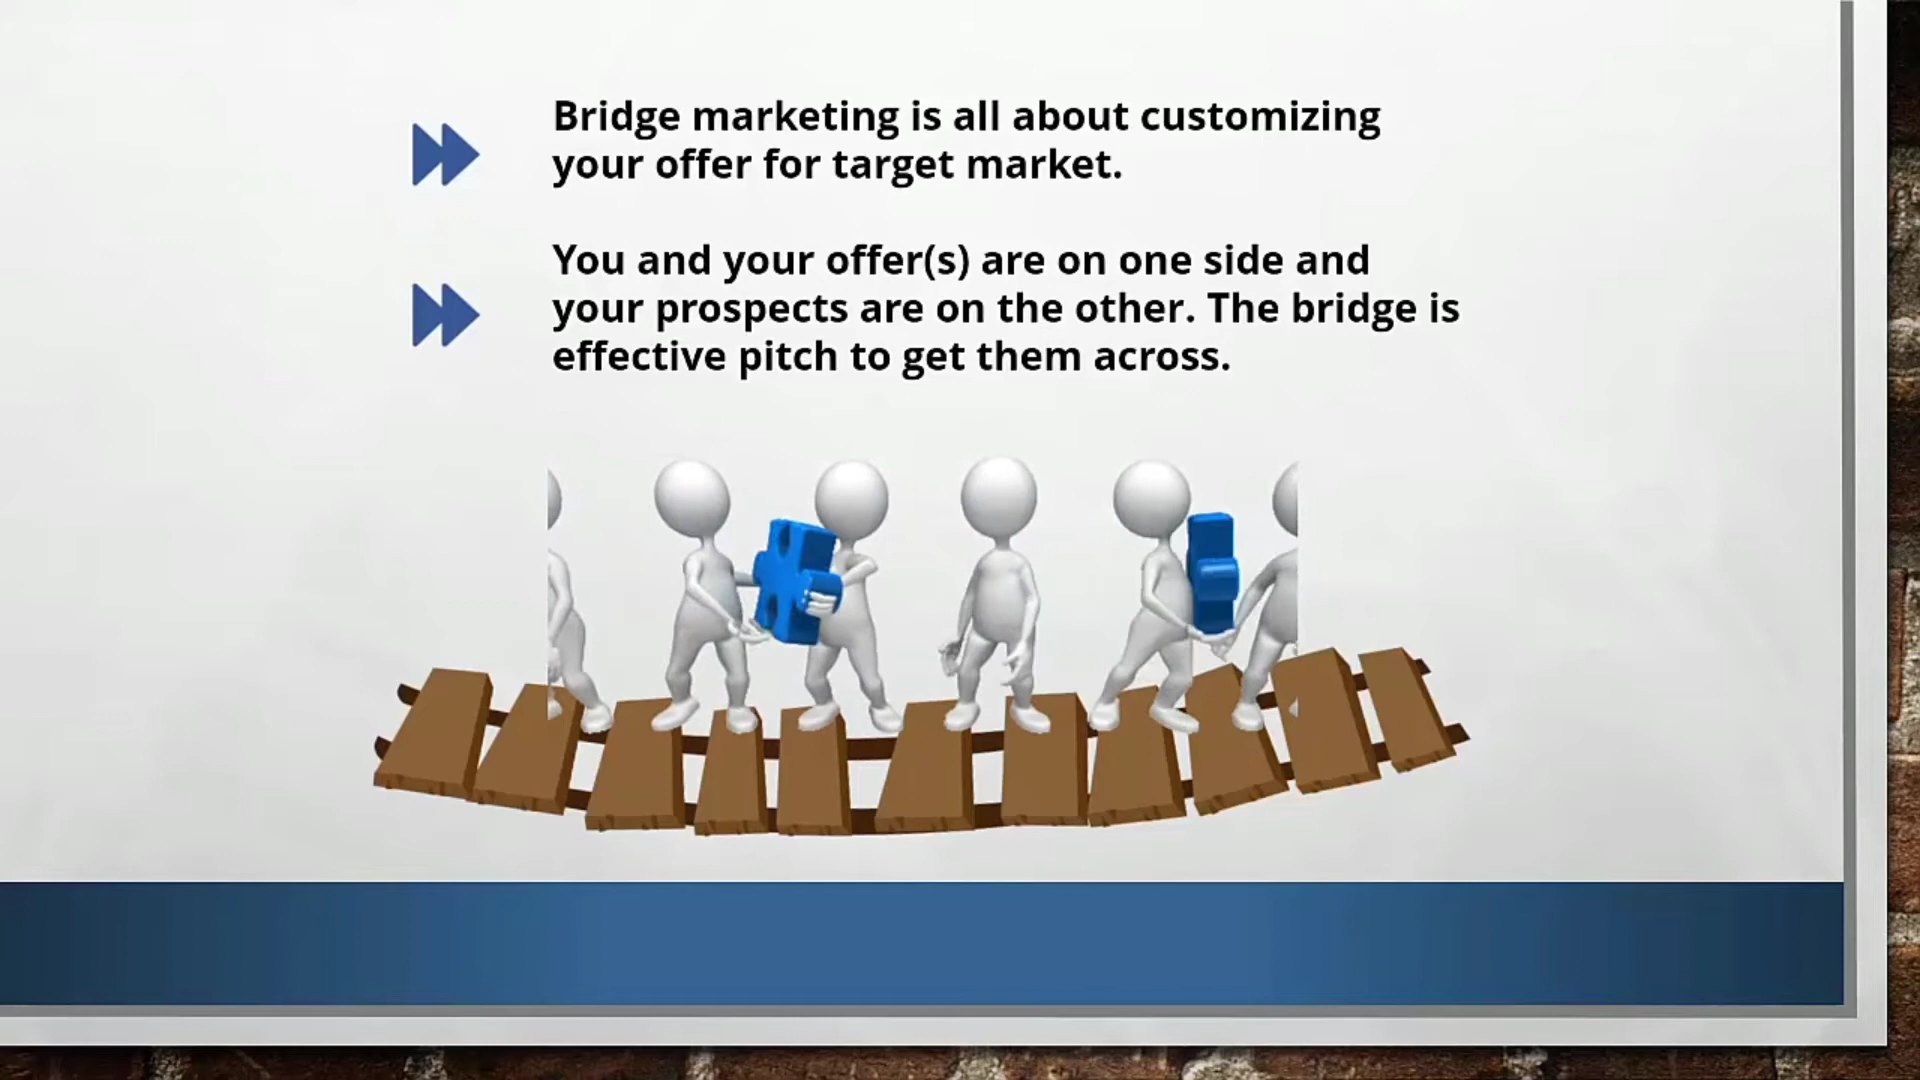 Bridge marketing is all about customizing
your offer for target market.
You and your offer(s) are on one side and
your prospects are on the other. The bridge is
effective pitch to get them across.